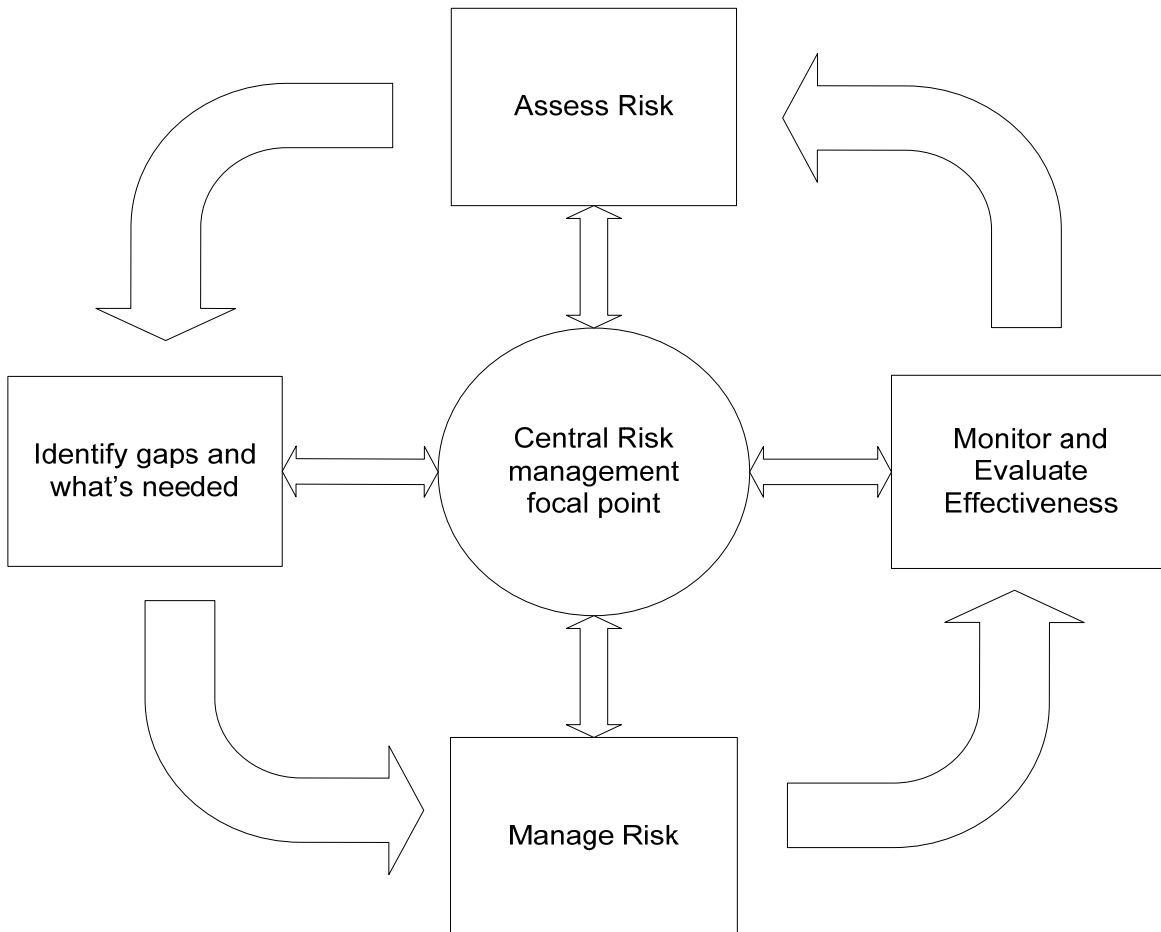 Assess Risk
Identify gaps and
what's needed
Central Risk
management
focal point
Monitor and
Evaluate
Effectiveness
Manage Risk